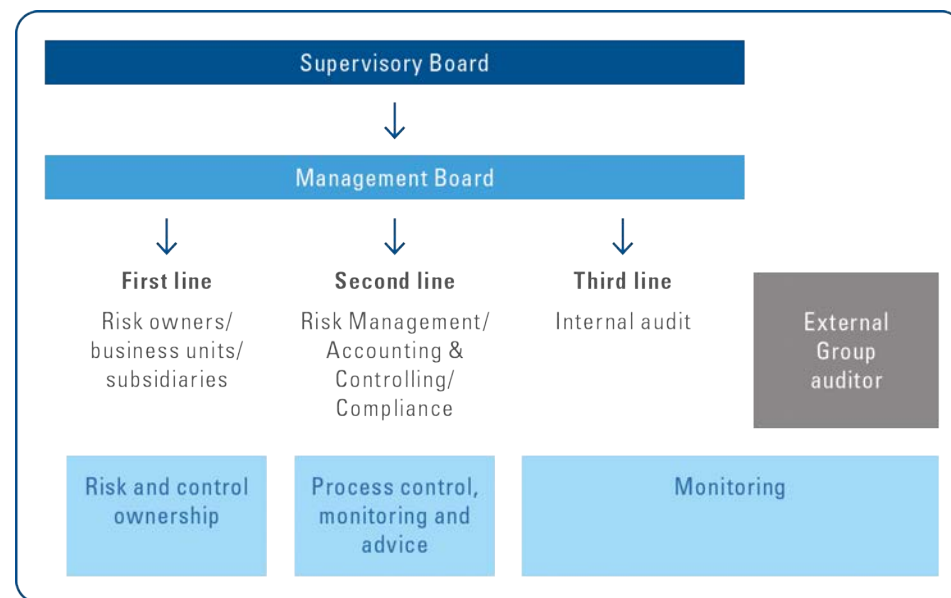 Supervisory Board
Management Board
First line
Risk owners/
business units/
subsidiaries
Second line
Risk Management/
Accounting &
Controlling/
Compliance
Third line
Internal audit
External
Group
auditor
Risk and control
ownership
Process control,
monitoring and
advice
Monitoring